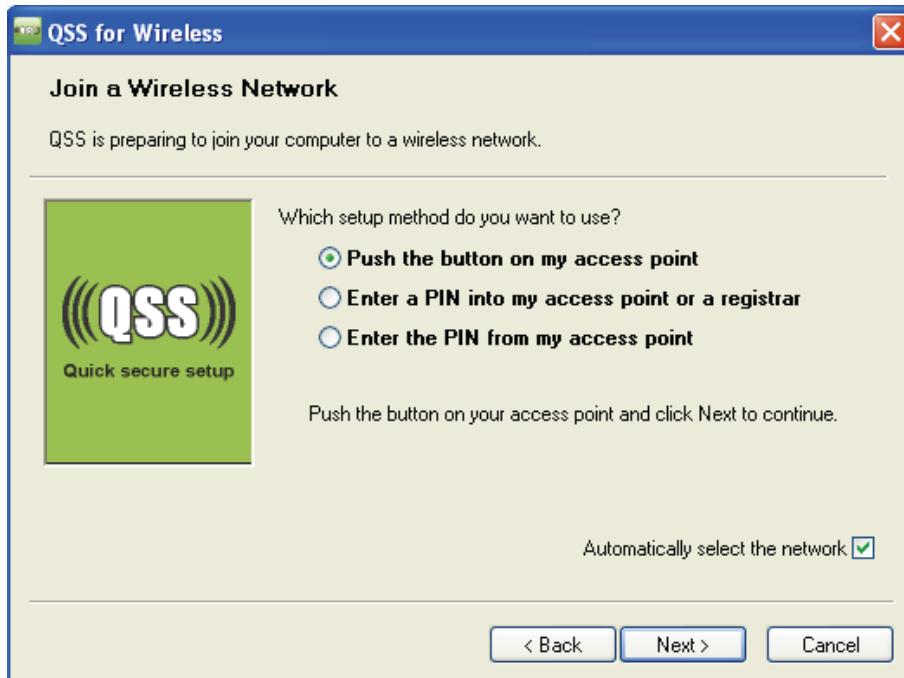 QSS for Wireless
Join a Wireless Network
QSS is preparing to join your computer to a wireless network.
Which setup method do you want to use?
Push the button on my access point
Enter a PIN into my access point or a registrar
Enter the PIN from my access point
(((QSS)))
Quick secure setup
Push the button on your access point and click Next to continue.
Automatically select the network
< Back
Next >
Cancel